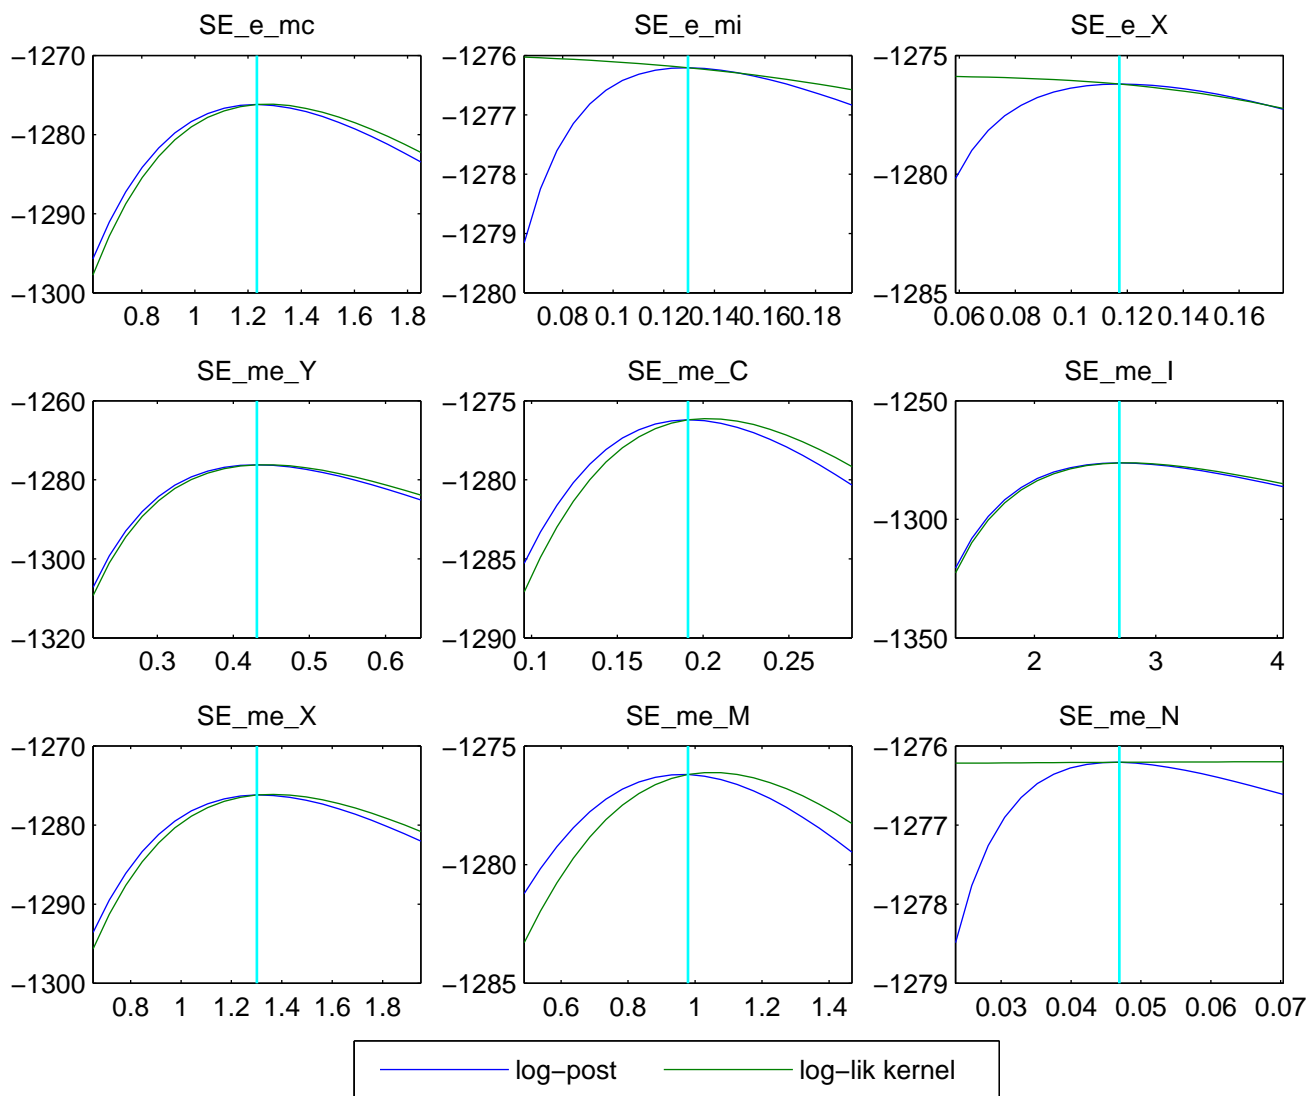 SE_e_mc SE_e_mi SE_e_X
−1270 −1276 −1275
−1277
−1280
−1278 −1280
−1290
−1279
−1300 −1280 −1285
0.8 1 1.2 1.4 1.6 1.8 0.08 0.1 0.12 0.14 0.16 0.18 0.06 0.08 0.1 0.12 0.14 0.16
SE_me_Y SE_me_C SE_me_I
−1260 −1275 −1250
−1280 −1280
−1300
−1300 −1285
−1320 −1290 −1350
0.3 0.4 0.5 0.6 0.1 0.15 0.2 0.25 2 3 4
SE_me_X SE_me_M SE_me_N
−1270 −1275 −1276
−1280 −1277
−1280
−1290 −1278
−1300 −1285 −1279
0.8 1 1.2 1.4 1.6 1.8 0.6 0.8 1 1.2 1.4 0.03 0.04 0.05 0.06 0.07
log−post log−lik kernel